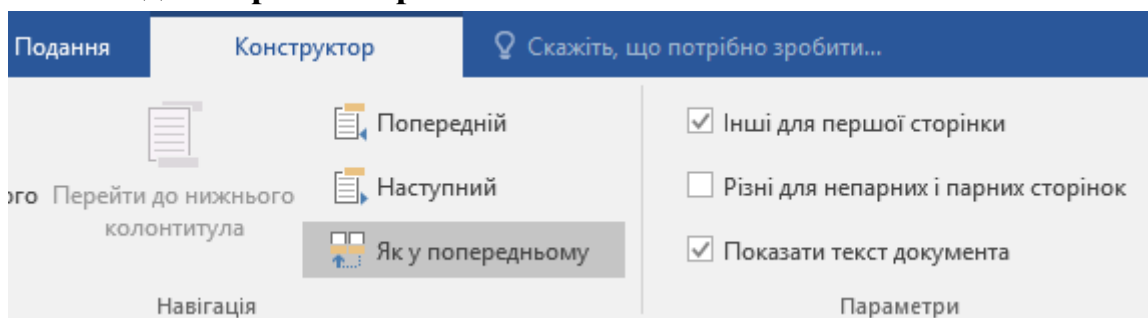 Подання Конструктор Скажіть, що потрібно зробити...
Попередній Інші для першої сторінки
Перейти до нижнього Наступний Різні для непарних і парних сторінок
колонтитула Як у попередньому Показати текст документа
Навігація Параметри